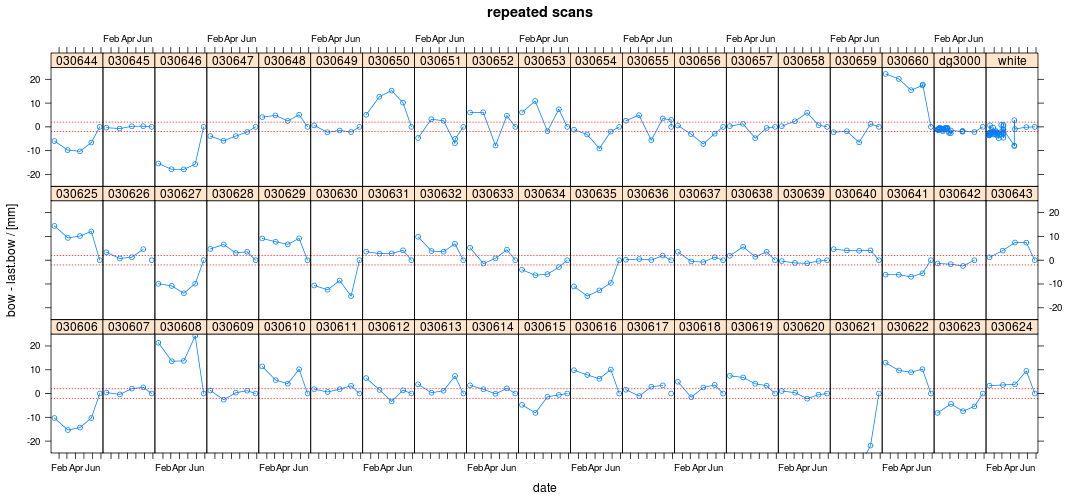 repeated scans
Feb Apr Jun Feb Apr Jun Feb Apr Jun Feb Apr Jun Feb Apr Jun Feb Apr Jun Feb Apr Jun Feb Apr Jun Feb Apr Jun
030644 030645 030646 030647 030648 030649 030650 030651 030652 030653 030654 030655 030656 030657 030658 030659 030660 dg3000 white
20
10
0
-10
-20
030625 030626 030627 030628 030629 030630 030631 030632 030633 030634 030635 030636 030637 030638 030639 030640 030641 030642 030643
20
10
0
-10
-20
030606 030607 030608 030609 030610 030611 030612 030613 030614 030615 030616 030617 030618 030619 030620 030621 030622 030623 030624
20
10
0
-10
-20
Feb Apr Jun Feb Apr Jun Feb Apr Jun Feb Apr Jun Feb Apr Jun Feb Apr Jun Feb Apr Jun Feb Apr Jun Feb Apr Jun Feb Apr Jun
date
bow - last.bow / [mm]